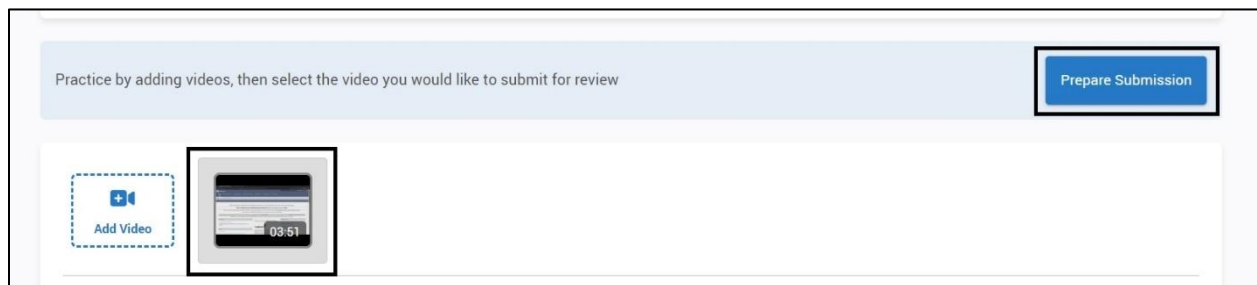 Practice by adding videos, then select the video you would like to submit for review
Prepare Submission
Add Video
03:51